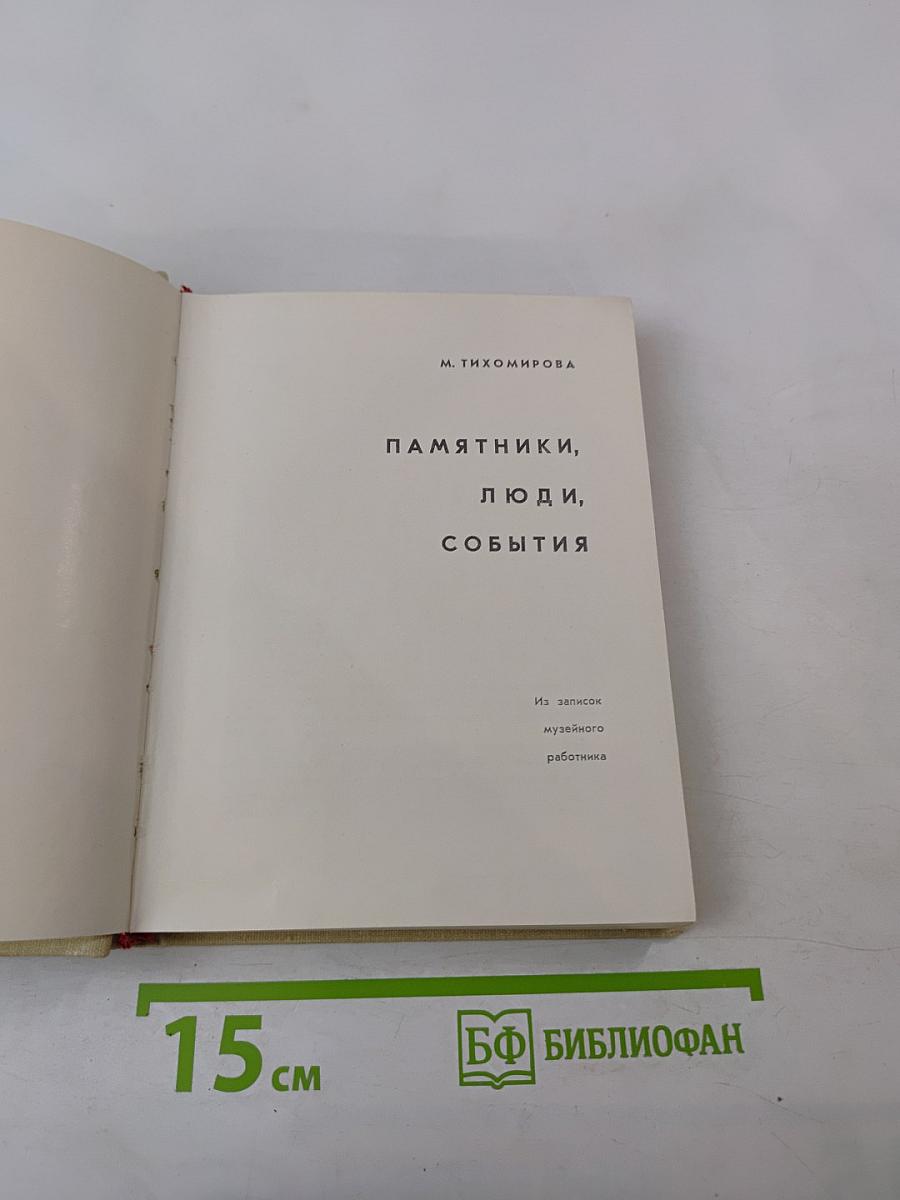 М. ТИХОМИРОВА
ПАМЯТНИКИ,
ЛЮДИ,
СОБЫТИЯ
Из записок
музейного
работника
15 см
БФ БИБЛИОФАН